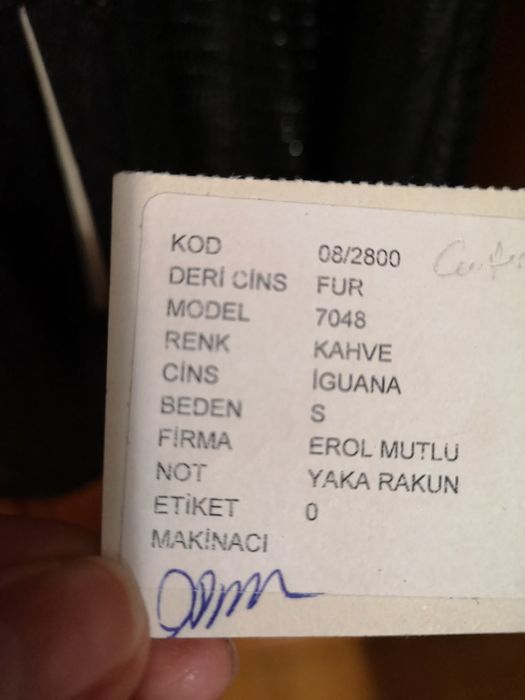 KOD 08/2800
DERİ CİNS FUR
MODEL 7048
RENK KAHVE
CİNS İGUANA
BEDEN S
FİRMA EROL MUTLU
NOT YAKA RAKUN
ETİKET 0
MAKİNACI